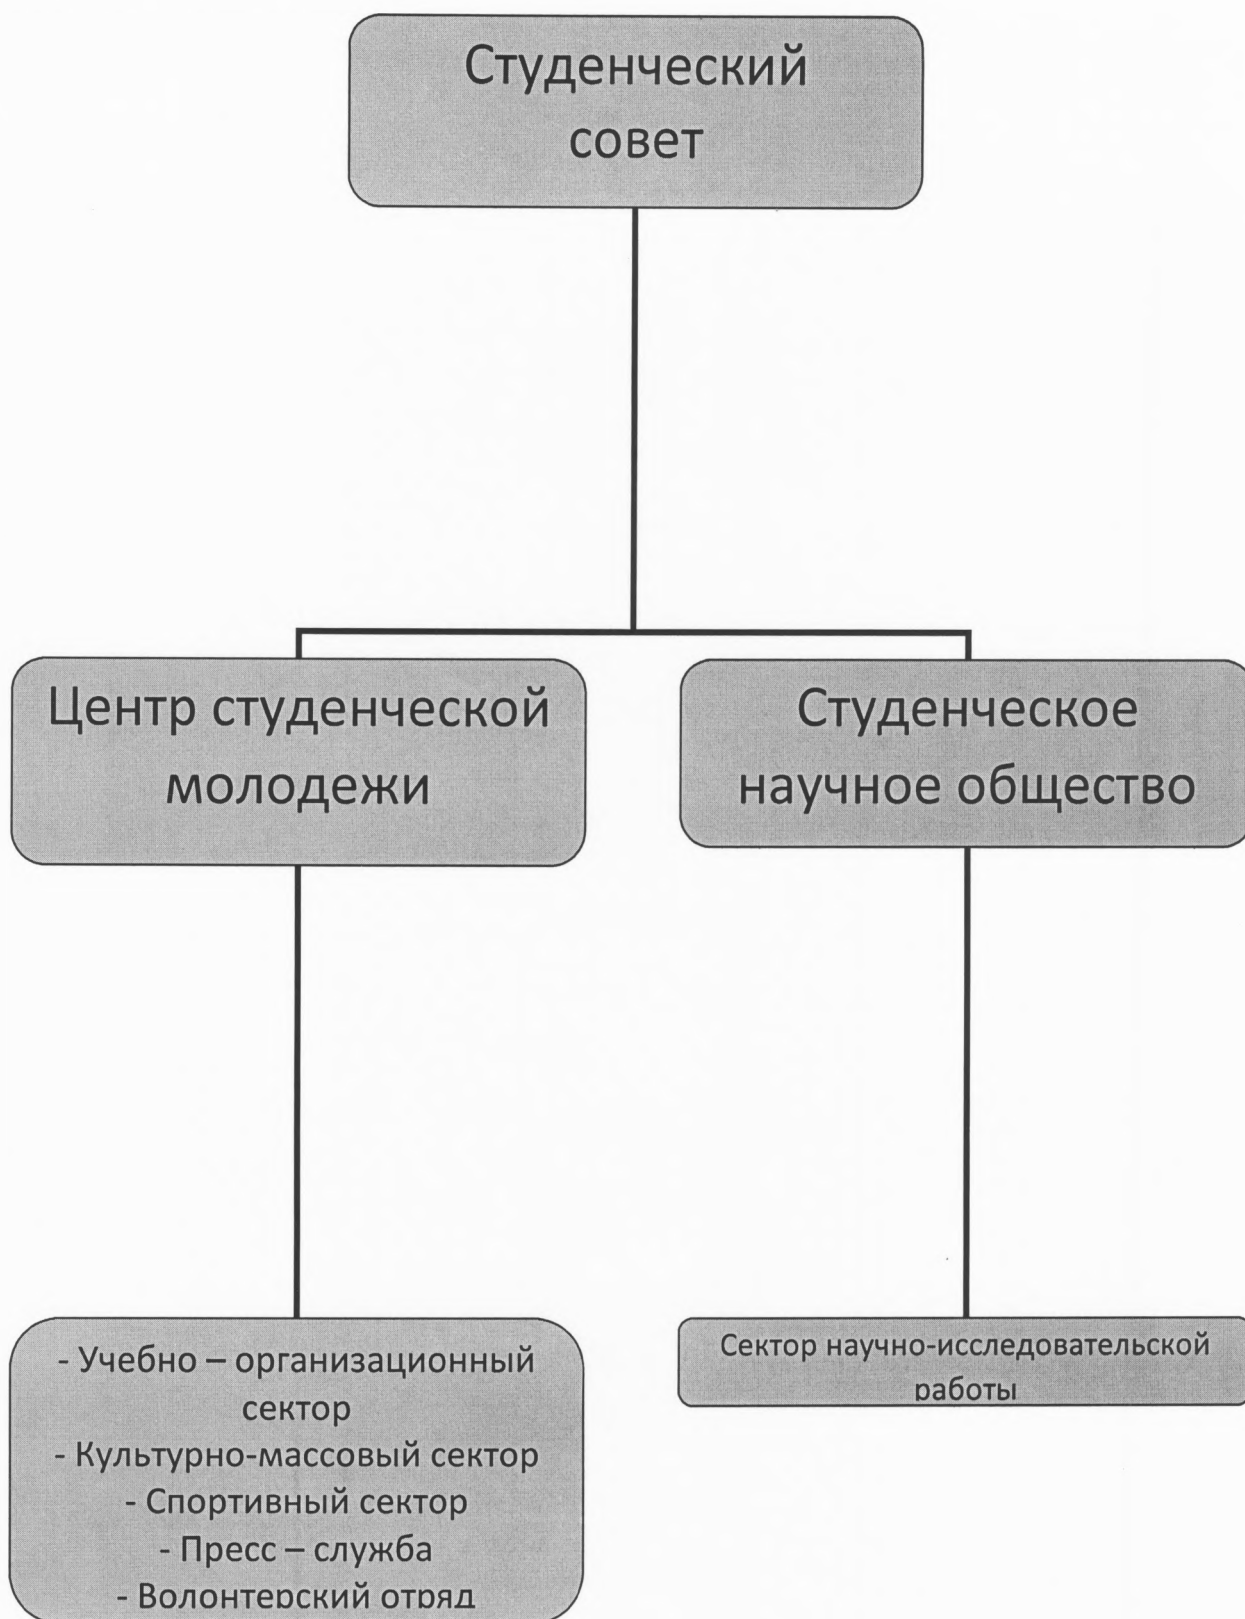 Студенческий
совет
Центр студенческой
молодежи
Студенческое
научное общество
- Учебно – организационный
сектор
- Культурно-массовый сектор
- Спортивный сектор
- Пресс – служба
- Волонтерский отряд
Сектор научно-исследовательской
работы